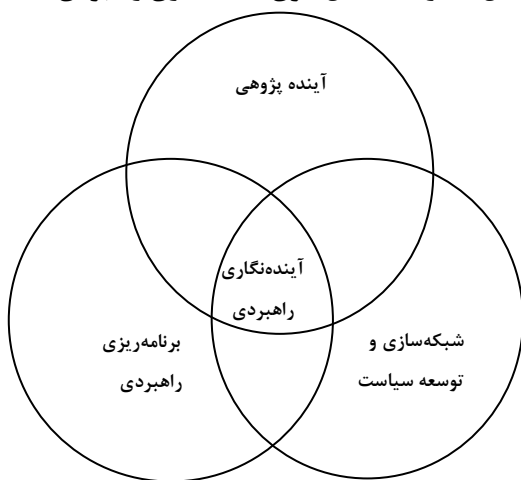 آینده پژوهی
آینده‌نگاری
راهبردی
برنامه‌ریزی
راهبردی
شبکه‌سازی و
توسعه سیاست